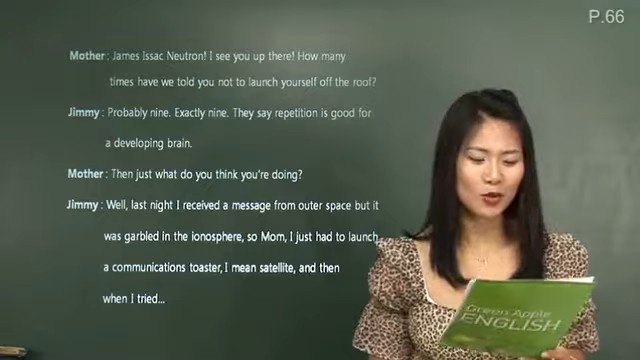 P.66
Mother : James Issac Neutron! I see you up there! How many
times have we told you not to launch yourself off the roof?
Jimmy : Probably nine. Exactly nine. They say repetition is good for
a developing brain.
Mother : Then just what do you think you're doing?
Jimmy : Well, last night I received a message from outer space but it
was garbled in the ionosphere, so Mom, I just had to launch
a communications toaster, I mean satellite, and then
when I tried...
Green Apple
ENGLISH